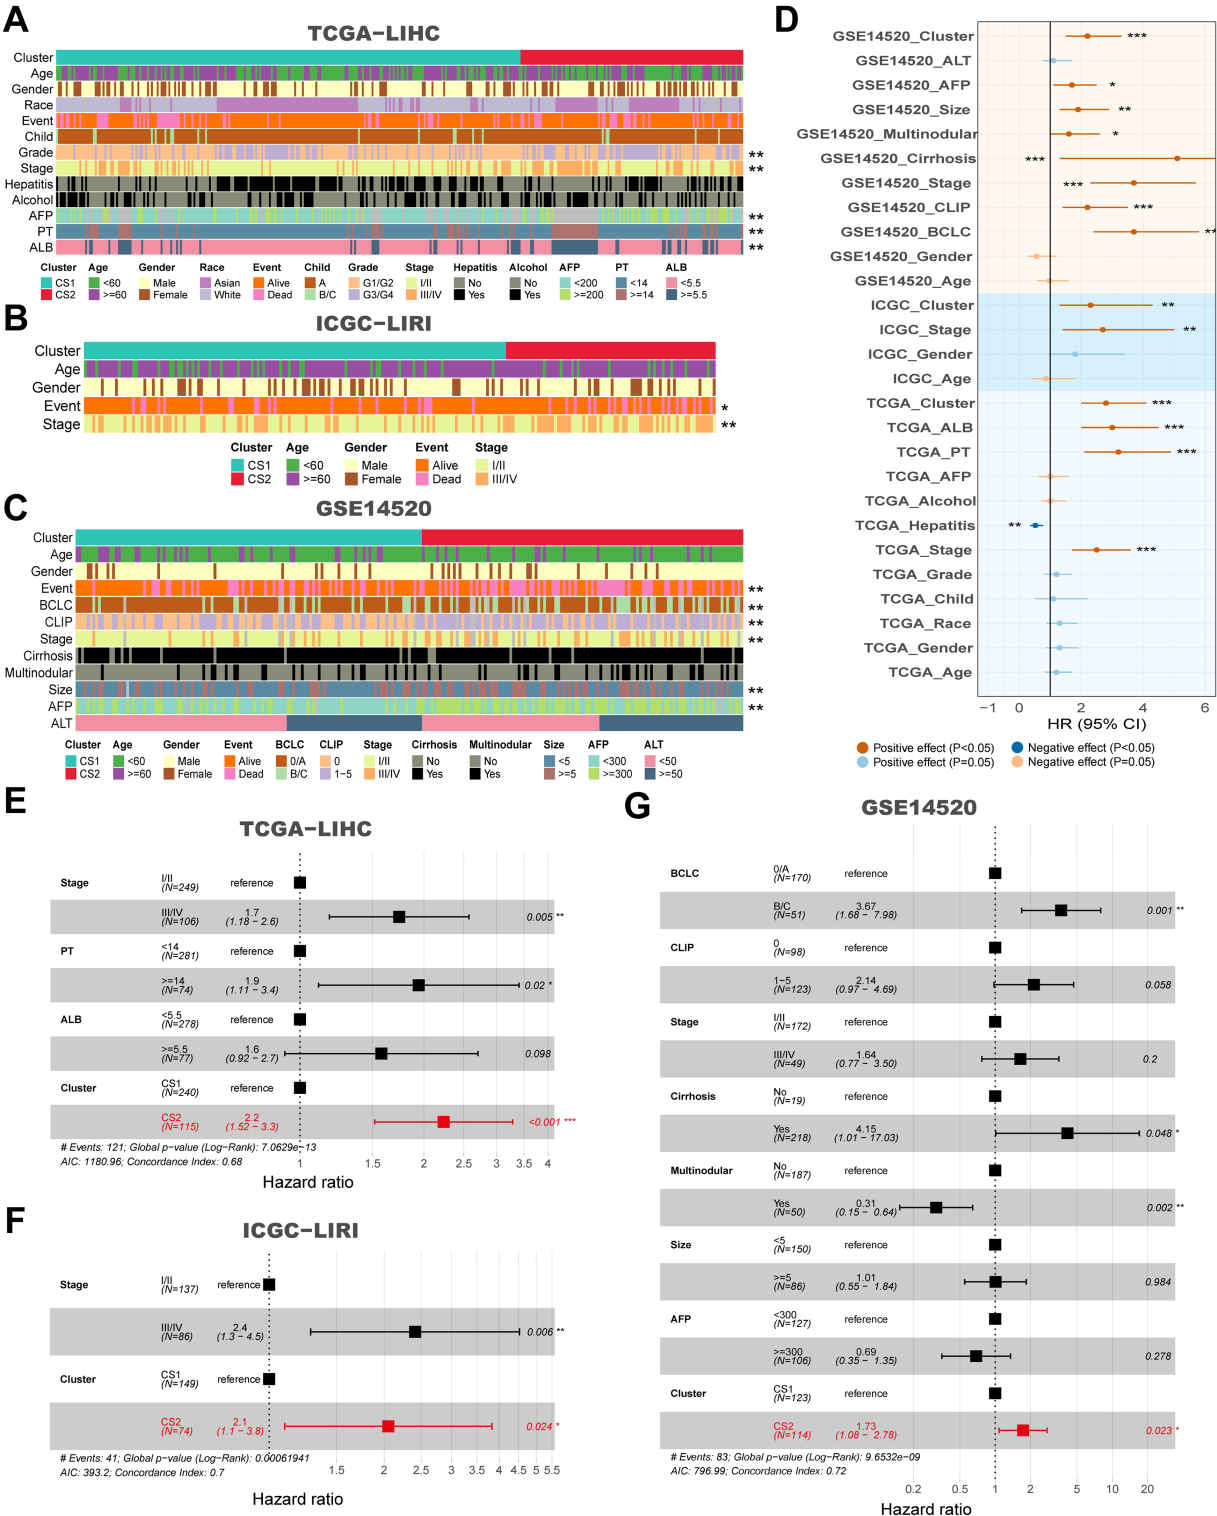 A
TCGA−LIHC
Cluster
Age
Gender
Race
Event
Child
Grade **
Stage **
Hepatitis
Alcohol
AFP **
PT **
ALB **
Cluster Age Gender Race Event Child Grade Stage Hepatitis Alcohol AFP PT ALB
CS1 <60 Male Asian Alive A G1/G2 I/II No No <200 <14 <5.5
CS2 >=60 Female White Dead B/C G3/G4 III/IV Yes Yes >=200 >=14 >=5.5
B
ICGC−LIRI
Cluster
Age
Gender
Event *
Stage **
Cluster Age Gender Event Stage
CS1 <60 Male Alive I/II
CS2 >=60 Female Dead III/IV
C
GSE14520
Cluster
Age
Gender
Event **
BCLC **
CLIP **
Stage **
Cirrhosis
Multinodular
Size **
AFP **
ALT
Cluster Age Gender Event BCLC CLIP Stage Cirrhosis Multinodular Size AFP ALT
CS1 <60 Male Alive 0/A 0 I/II No No <5 <300 <50
CS2 >=60 Female Dead B/C 1−5 III/IV Yes Yes >=5 >=300 >=50
D
GSE14520_Cluster ***
GSE14520_ALT
GSE14520_AFP *
GSE14520_Size **
GSE14520_Multinodular *
GSE14520_Cirrhosis ***
GSE14520_Stage ***
GSE14520_CLIP ***
GSE14520_BCLC **
GSE14520_Gender
GSE14520_Age
ICGC_Cluster **
ICGC_Stage **
ICGC_Gender
ICGC_Age
TCGA_Cluster ***
TCGA_ALB ***
TCGA_PT ***
TCGA_AFP
TCGA_Alcohol
TCGA_Hepatitis **
TCGA_Stage ***
TCGA_Grade
TCGA_Child
TCGA_Race
TCGA_Gender
TCGA_Age
−1 0 2 4 6
HR (95% CI)
Positive effect (P<0.05) Negative effect (P<0.05)
Positive effect (P=0.05) Negative effect (P=0.05)
E
TCGA−LIHC
Stage I/II reference
(N=249)
III/IV 1.7 0.005 **
(N=106) (1.18 − 2.6)
PT <14 reference
(N=281)
>=14 1.9 0.02 *
(N=74) (1.11 − 3.4)
ALB <5.5 reference
(N=278)
>=5.5 1.6 0.098
(N=77) (0.92 − 2.7)
Cluster CS1 reference
(N=240)
CS2 2.2 <0.001 ***
(N=115) (1.52 − 3.3)
# Events: 121; Global p−value (Log−Rank): 7.0629e−13
AIC: 1180.96; Concordance Index: 0.68
1 1.5 2 2.5 3 3.5 4
Hazard ratio
F
ICGC−LIRI
Stage I/II reference
(N=137)
III/IV 2.4 0.006 **
(N=86) (1.3 − 4.5)
Cluster CS1 reference
(N=149)
CS2 2.1 0.024 *
(N=74) (1.1 − 3.8)
# Events: 41; Global p−value (Log−Rank): 0.00061941
AIC: 393.2; Concordance Index: 0.7
1.5 2 2.5 3 3.5 4 4.5 5 5.5
Hazard ratio
G
GSE14520
BCLC 0/A reference
(N=170)
B/C 3.67 0.001 **
(N=51) (1.68 − 7.98)
CLIP 0 reference
(N=98)
1−5 2.14 0.058
(N=123) (0.97 − 4.69)
Stage I/II reference
(N=172)
III/IV 1.64 0.2
(N=49) (0.77 − 3.50)
Cirrhosis No reference
(N=19)
Yes 4.15 0.048 *
(N=218) (1.01 − 17.03)
Multinodular No reference
(N=187)
Yes 0.31 0.002 **
(N=50) (0.15 − 0.64)
Size <5 reference
(N=150)
>=5 1.01 0.984
(N=86) (0.55 − 1.84)
AFP <300 reference
(N=127)
>=300 0.69 0.278
(N=106) (0.35 − 1.35)
Cluster CS1 reference
(N=123)
CS2 1.73 0.023 *
(N=114) (1.08 − 2.78)
# Events: 83; Global p−value (Log−Rank): 9.6532e−09
AIC: 796.99; Concordance Index: 0.72
0.2 0.5 1 2 5 10 20
Hazard ratio